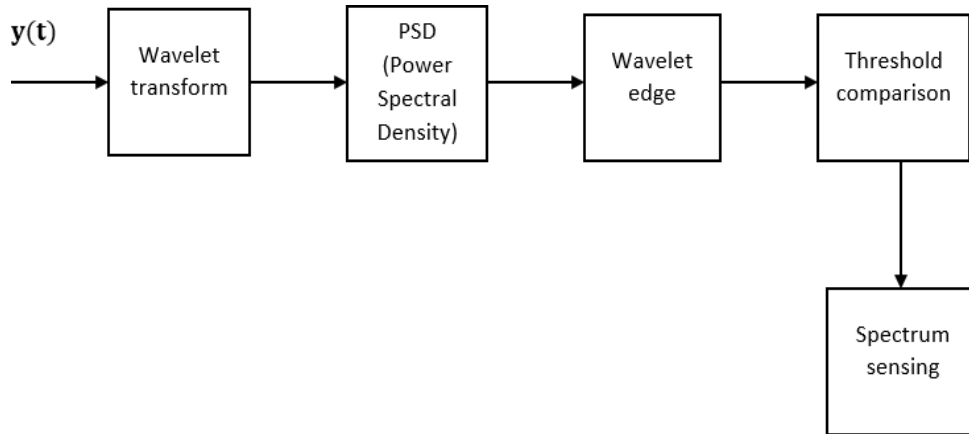 y(t)
Wavelet
transform
PSD
(Power
Spectral
Density)
Wavelet
edge
Threshold
comparison
Spectrum
sensing